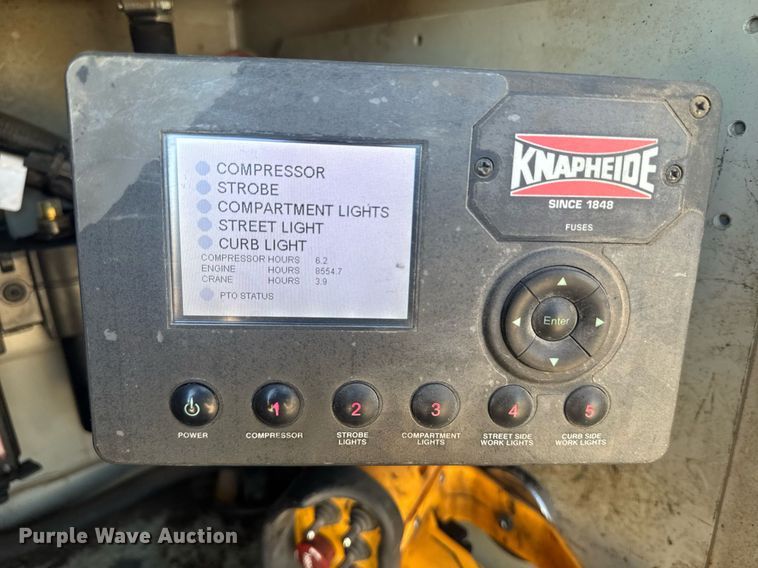 COMPRESSOR
STROBE
COMPARTMENT LIGHTS
STREET LIGHT
CURB LIGHT
COMPRESSOR HOURS 6.2
ENGINE HOURS 8554.7
CRANE HOURS 3.9
PTO STATUS
KNAPHEIDE
SINCE 1848
FUSES
Enter
1 2 3 4 5
POWER
COMPRESSOR
STROBE
LIGHTS
COMPARTMENT
LIGHTS
STREET SIDE
WORK LIGHTS
CURB SIDE
WORK LIGHTS
Purple Wave Auction